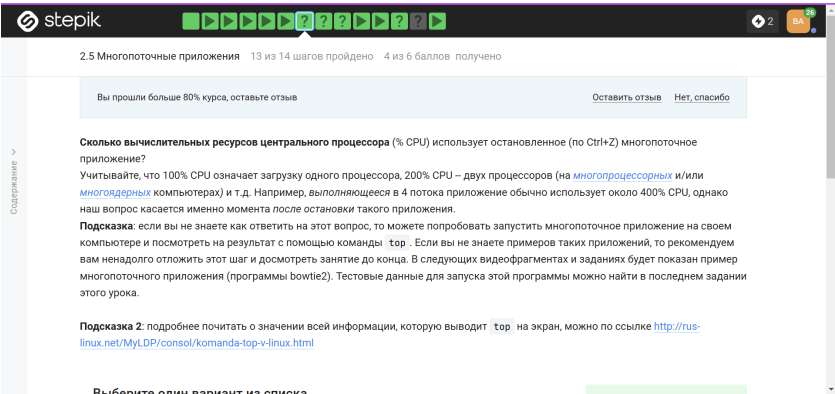 stepik
2
26
BA
2.5 Многопоточные приложения 13 из 14 шагов пройдено 4 из 6 баллов получено
Содержание
Вы прошли больше 80% курса, оставьте отзыв
Оставить отзыв Нет, спасибо
Сколько вычислительных ресурсов центрального процессора (% CPU) использует остановленное (по Ctrl+Z) многопоточное
приложение?
Учитывайте, что 100% CPU означает загрузку одного процессора, 200% CPU – двух процессоров (на многопроцессорных и/или
многоядерных компьютерах) и т.д. Например, выполняющееся в 4 потока приложение обычно использует около 400% CPU, однако
наш вопрос касается именно момента после остановки такого приложения.
Подсказка: если вы не знаете как ответить на этот вопрос, то можете попробовать запустить многопоточное приложение на своем
компьютере и посмотреть на результат с помощью команды top. Если вы не знаете примеров таких приложений, то рекомендуем
вам ненадолго отложить этот шаг и досмотреть занятие до конца. В следующих видеофрагментах и заданиях будет показан пример
многопоточного приложения (программы bowtie2). Тестовые данные для запуска этой программы можно найти в последнем задании
этого урока.
Подсказка 2: подробнее почитать о значении всей информации, которую выводит top на экран, можно по ссылке http://rus-
linux.net/MyLDP/consol/komanda-top-v-linux.html
Выберите один вариант из списка